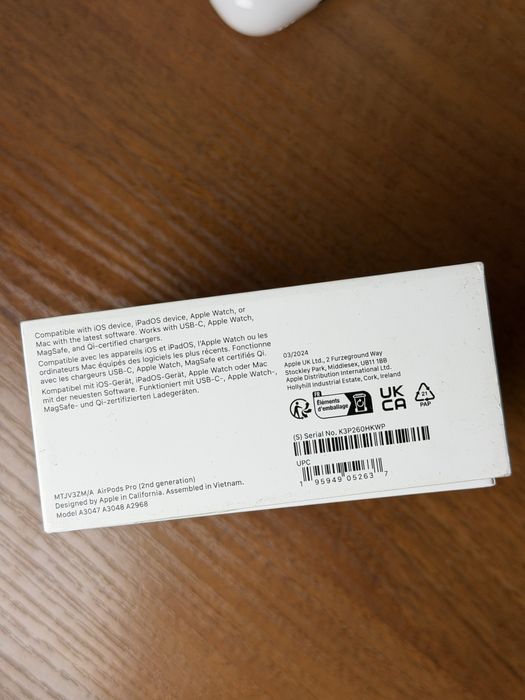 Compatible with iOS device, iPadOS device, Apple Watch, or
Mac with the latest software. Works with USB-C, Apple Watch,
MagSafe, and Qi-certified chargers.
Compatible avec les appareils iOS et iPadOS, l'Apple Watch ou les
ordinateurs Mac équipés des logiciels les plus récents. Fonctionne
avec les chargeurs USB-C, Apple Watch, MagSafe et certifiés Qi.
Kompatibel mit iOS-Gerät, iPadOS-Gerät, Apple Watch oder Mac
mit der neuesten Software. Funktioniert mit USB-C-, Apple Watch-,
MagSafe- und Qi-zertifizierten Ladegeräten.
MTJV3ZM/A AirPods Pro (2nd generation)
Designed by Apple in California. Assembled in Vietnam.
Model A3047 A3048 A2968
03/2024
Apple UK Ltd., 2 Furzeground Way
Stockley Park, Middlesex, UB11 1BB
Apple Distribution International Ltd.
Hollyhill Industrial Estate, Cork, Ireland
FR
Éléments
d'emballage
UK
CA
21
PAP
(S) Serial No. K3P260HKWP
UPC
1 95949 05263 7